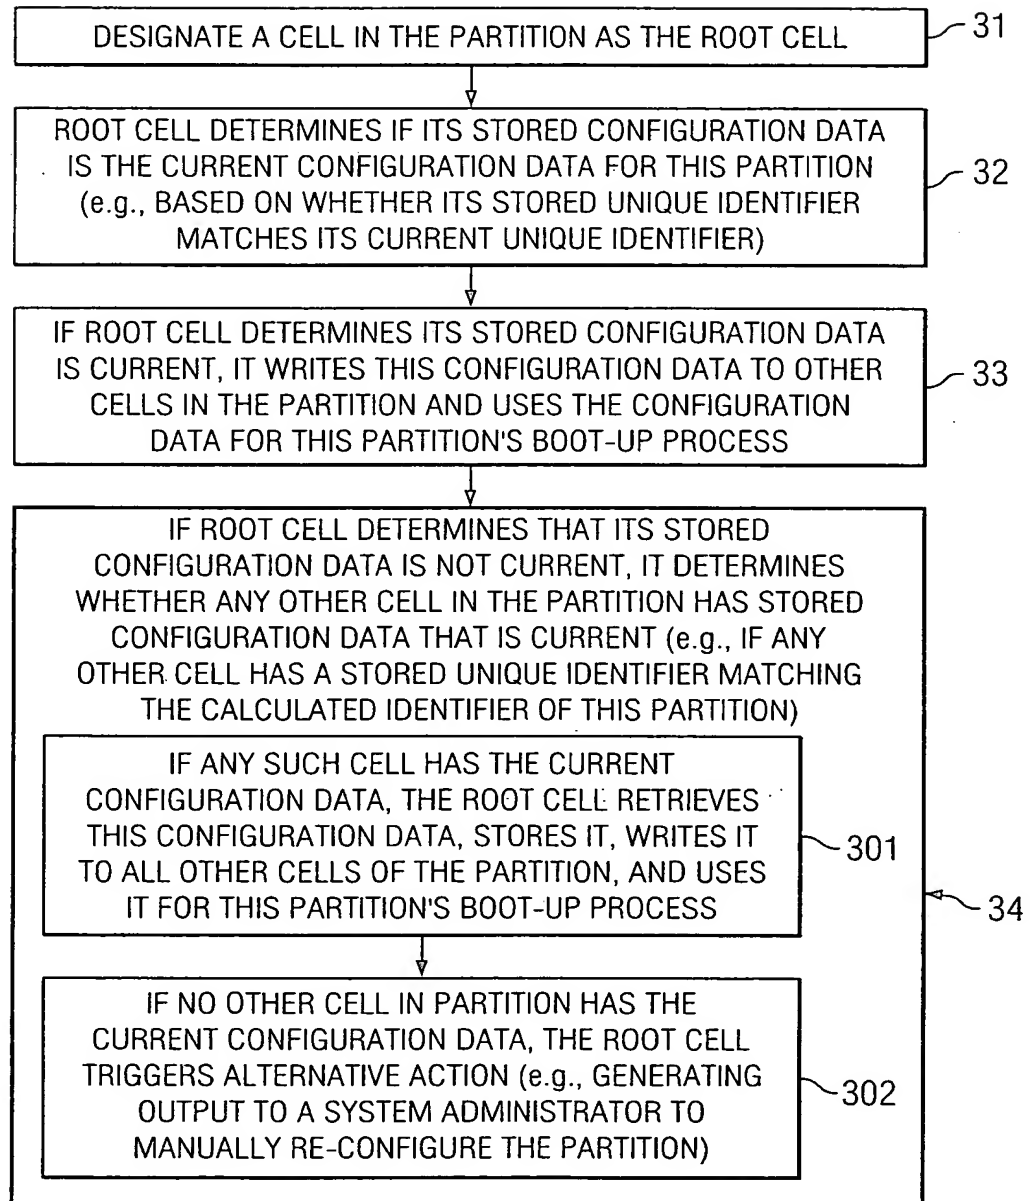 DESIGNATE A CELL IN THE PARTITION AS THE ROOT CELL
31
ROOT CELL DETERMINES IF ITS STORED CONFIGURATION DATA
IS THE CURRENT CONFIGURATION DATA FOR THIS PARTITION
(e.g., BASED ON WHETHER ITS STORED UNIQUE IDENTIFIER
MATCHES ITS CURRENT UNIQUE IDENTIFIER)
32
IF ROOT CELL DETERMINES ITS STORED CONFIGURATION DATA
IS CURRENT, IT WRITES THIS CONFIGURATION DATA TO OTHER
CELLS IN THE PARTITION AND USES THE CONFIGURATION
DATA FOR THIS PARTITION'S BOOT-UP PROCESS
33
IF ROOT CELL DETERMINES THAT ITS STORED
CONFIGURATION DATA IS NOT CURRENT, IT DETERMINES
WHETHER ANY OTHER CELL IN THE PARTITION HAS STORED
CONFIGURATION DATA THAT IS CURRENT (e.g., IF ANY
OTHER CELL HAS A STORED UNIQUE IDENTIFIER MATCHING
THE CALCULATED IDENTIFIER OF THIS PARTITION)
IF ANY SUCH CELL HAS THE CURRENT
CONFIGURATION DATA, THE ROOT CELL RETRIEVES
THIS CONFIGURATION DATA, STORES IT, WRITES IT
TO ALL OTHER CELLS OF THE PARTITION, AND USES
IT FOR THIS PARTITION'S BOOT-UP PROCESS
301
34
IF NO OTHER CELL IN PARTITION HAS THE
CURRENT CONFIGURATION DATA, THE ROOT CELL
TRIGGERS ALTERNATIVE ACTION (e.g., GENERATING
OUTPUT TO A SYSTEM ADMINISTRATOR TO
MANUALLY RE-CONFIGURE THE PARTITION)
302